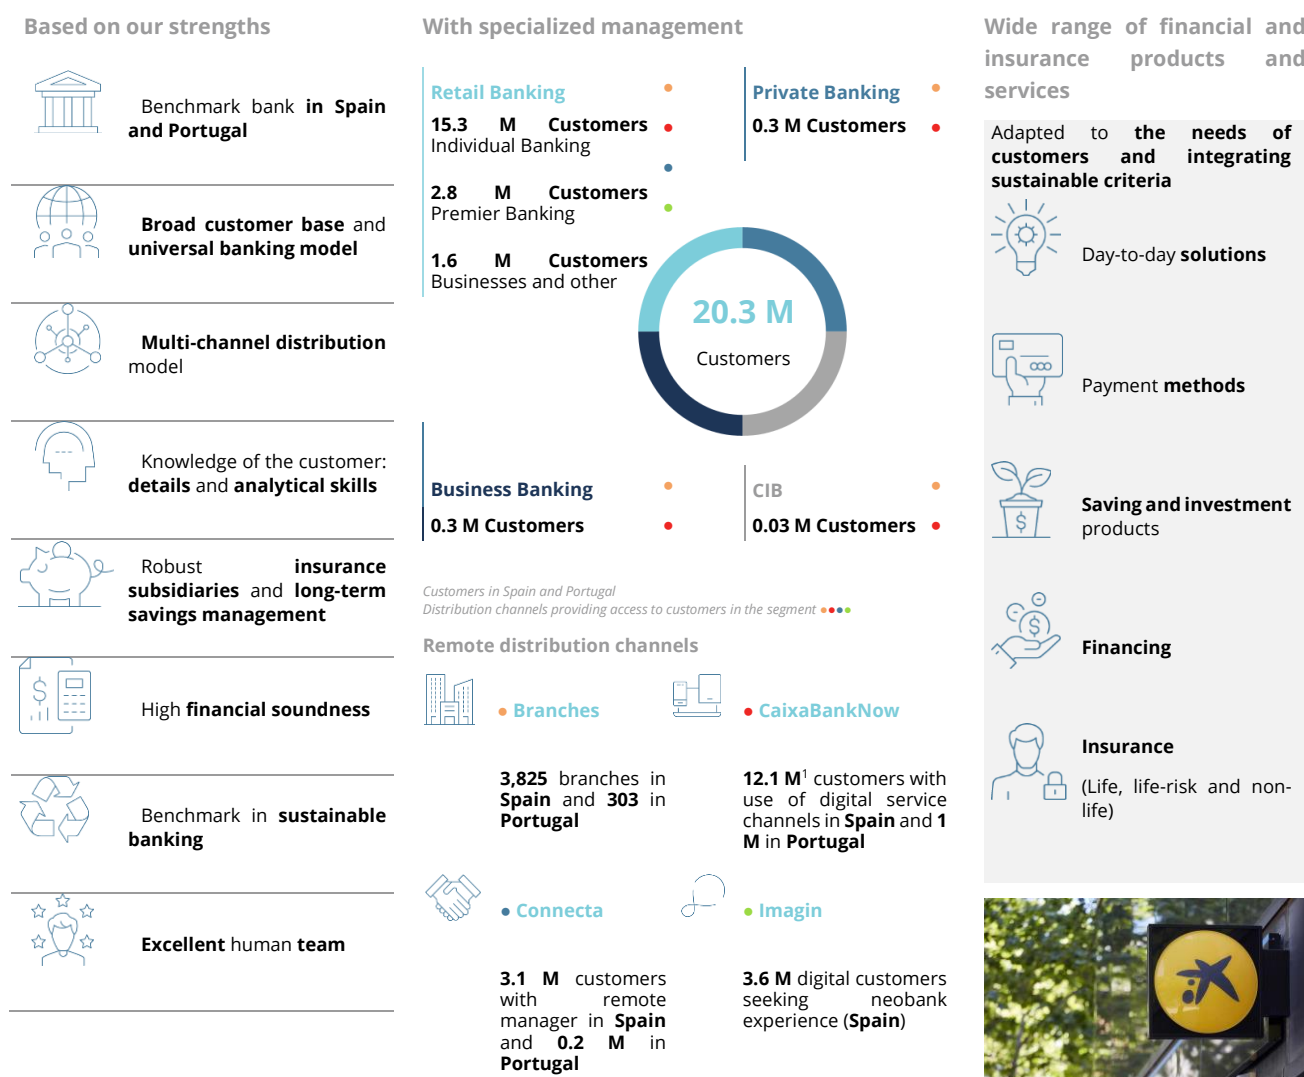 Based on our strengths
Benchmark bank in Spain
and Portugal
Broad customer base and
universal banking model
Multi-channel distribution
model
Knowledge of the customer:
details and analytical skills
Robust insurance
subsidiaries and long-term
savings management
High financial soundness
Benchmark in sustainable
banking
Excellent human team
With specialized management
Retail Banking
15.3 M Customers
Individual Banking
2.8 M Customers
Premier Banking
1.6 M Customers
Businesses and other
Private Banking
0.3 M Customers
20.3 M
Customers
Business Banking
0.3 M Customers
CIB
0.03 M Customers
Customers in Spain and Portugal
Distribution channels providing access to customers in the segment
Remote distribution channels
Branches
3,825 branches in
Spain and 303 in
Portugal
CaixaBankNow
12.1 M¹ customers with
use of digital service
channels in Spain and 1
M in Portugal
Connecta
3.1 M customers
with remote
manager in Spain
and 0.2 M in
Portugal
Imagin
3.6 M digital customers
seeking neobank
experience (Spain)
Wide range of financial and
insurance products and
services
Adapted to the needs of
customers and integrating
sustainable criteria
Day-to-day solutions
Payment methods
Saving and investment
products
Financing
Insurance
(Life, life-risk and non-
life)